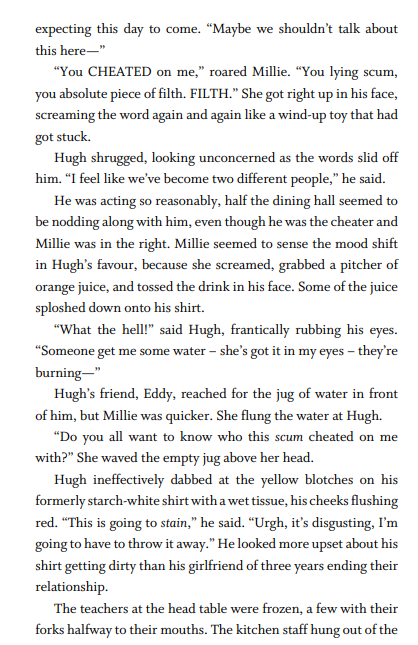 expecting this day to come. “Maybe we shouldn’t talk about
this here—”
“You CHEATED on me,” roared Millie. “You lying scum,
you absolute piece of filth. FILTH.” She got right up in his face,
screaming the word again and again like a wind-up toy that had
got stuck.
Hugh shrugged, looking unconcerned as the words slid off
him. “I feel like we’ve become two different people,” he said.
He was acting so reasonably, half the dining hall seemed to
be nodding along with him, even though he was the cheater and
Millie was in the right. Millie seemed to sense the mood shift
in Hugh’s favour, because she screamed, grabbed a pitcher of
orange juice, and tossed the drink in his face. Some of the juice
sploshed down onto his shirt.
“What the hell!” said Hugh, frantically rubbing his eyes.
“Someone get me some water – she’s got it in my eyes – they’re
burning—”
Hugh’s friend, Eddy, reached for the jug of water in front
of him, but Millie was quicker. She flung the water at Hugh.
“Do you all want to know who this scum cheated on me
with?” She waved the empty jug above her head.
Hugh ineffectively dabbed at the yellow blotches on his
formerly starch-white shirt with a wet tissue, his cheeks flushing
red. “This is going to stain,” he said. “Urgh, it’s disgusting, I’m
going to have to throw it away.” He looked more upset about his
shirt getting dirty than his girlfriend of three years ending their
relationship.
The teachers at the head table were frozen, a few with their
forks halfway to their mouths. The kitchen staff hung out of the